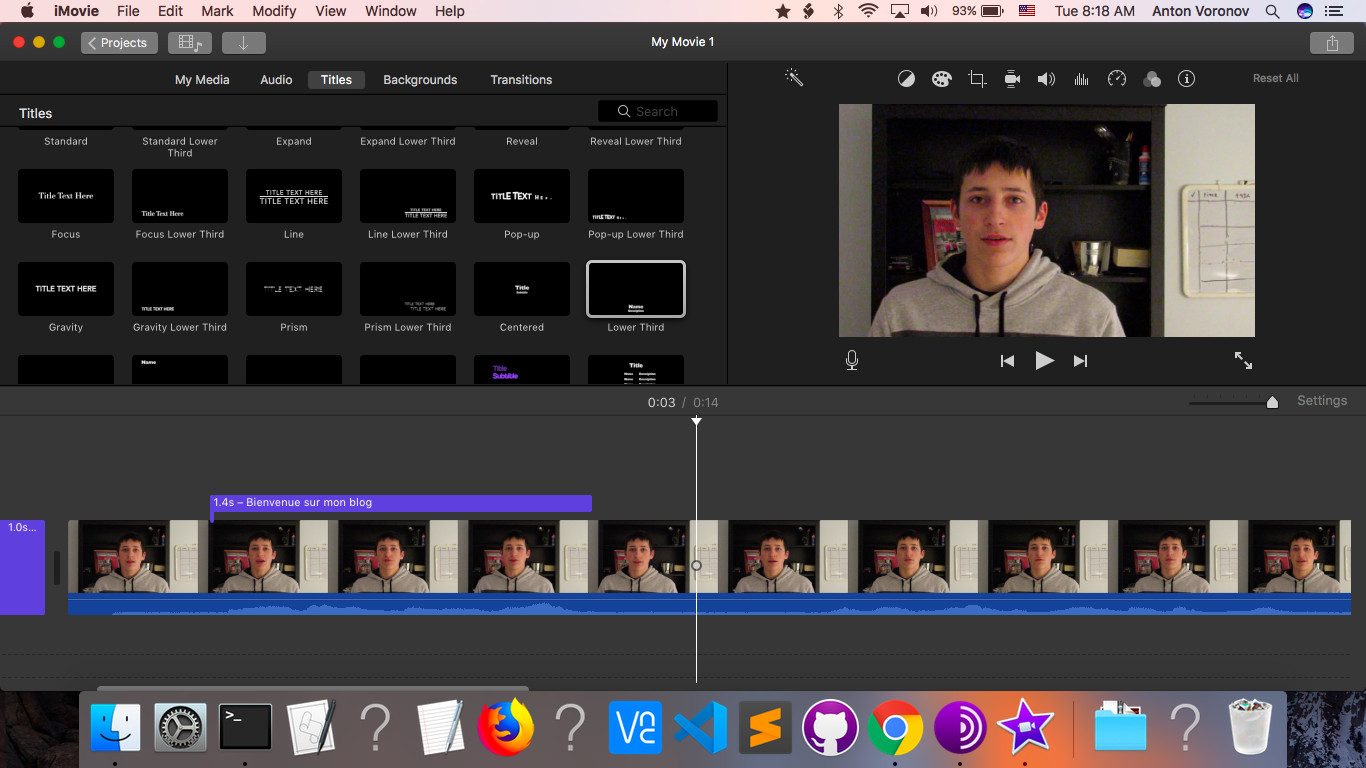 iMovie File Edit Mark Modify View Window Help 93% Tue 8:18 AM Anton Voronov
Projects My Movie 1
My Media Audio Titles Backgrounds Transitions Reset All
Titles Search
Standard Standard Lower Third Expand Expand Lower Third Reveal Reveal Lower Third
Title Text Here Title Text Here TITLE TEXT HERE TITLE TEXT HERE TITLE TEXT HERE TITLE TEXT HERE TITLE TEXT
time
Focus Focus Lower Third Line Line Lower Third Pop-up Pop-up Lower Third
TITLE TEXT HERE TITLE TEXT HERE TITLE TEXT HERE TITLE TEXT HERE TITLE TEXT HERE Title Subtitle Name Description
Gravity Gravity Lower Third Prism Prism Lower Third Centered Lower Third
Name Title Subtitle Title
Name Description
Name Description
0:03 / 0:14 Settings
1.4s – Bienvenue sur mon blog
1.0s...
>_